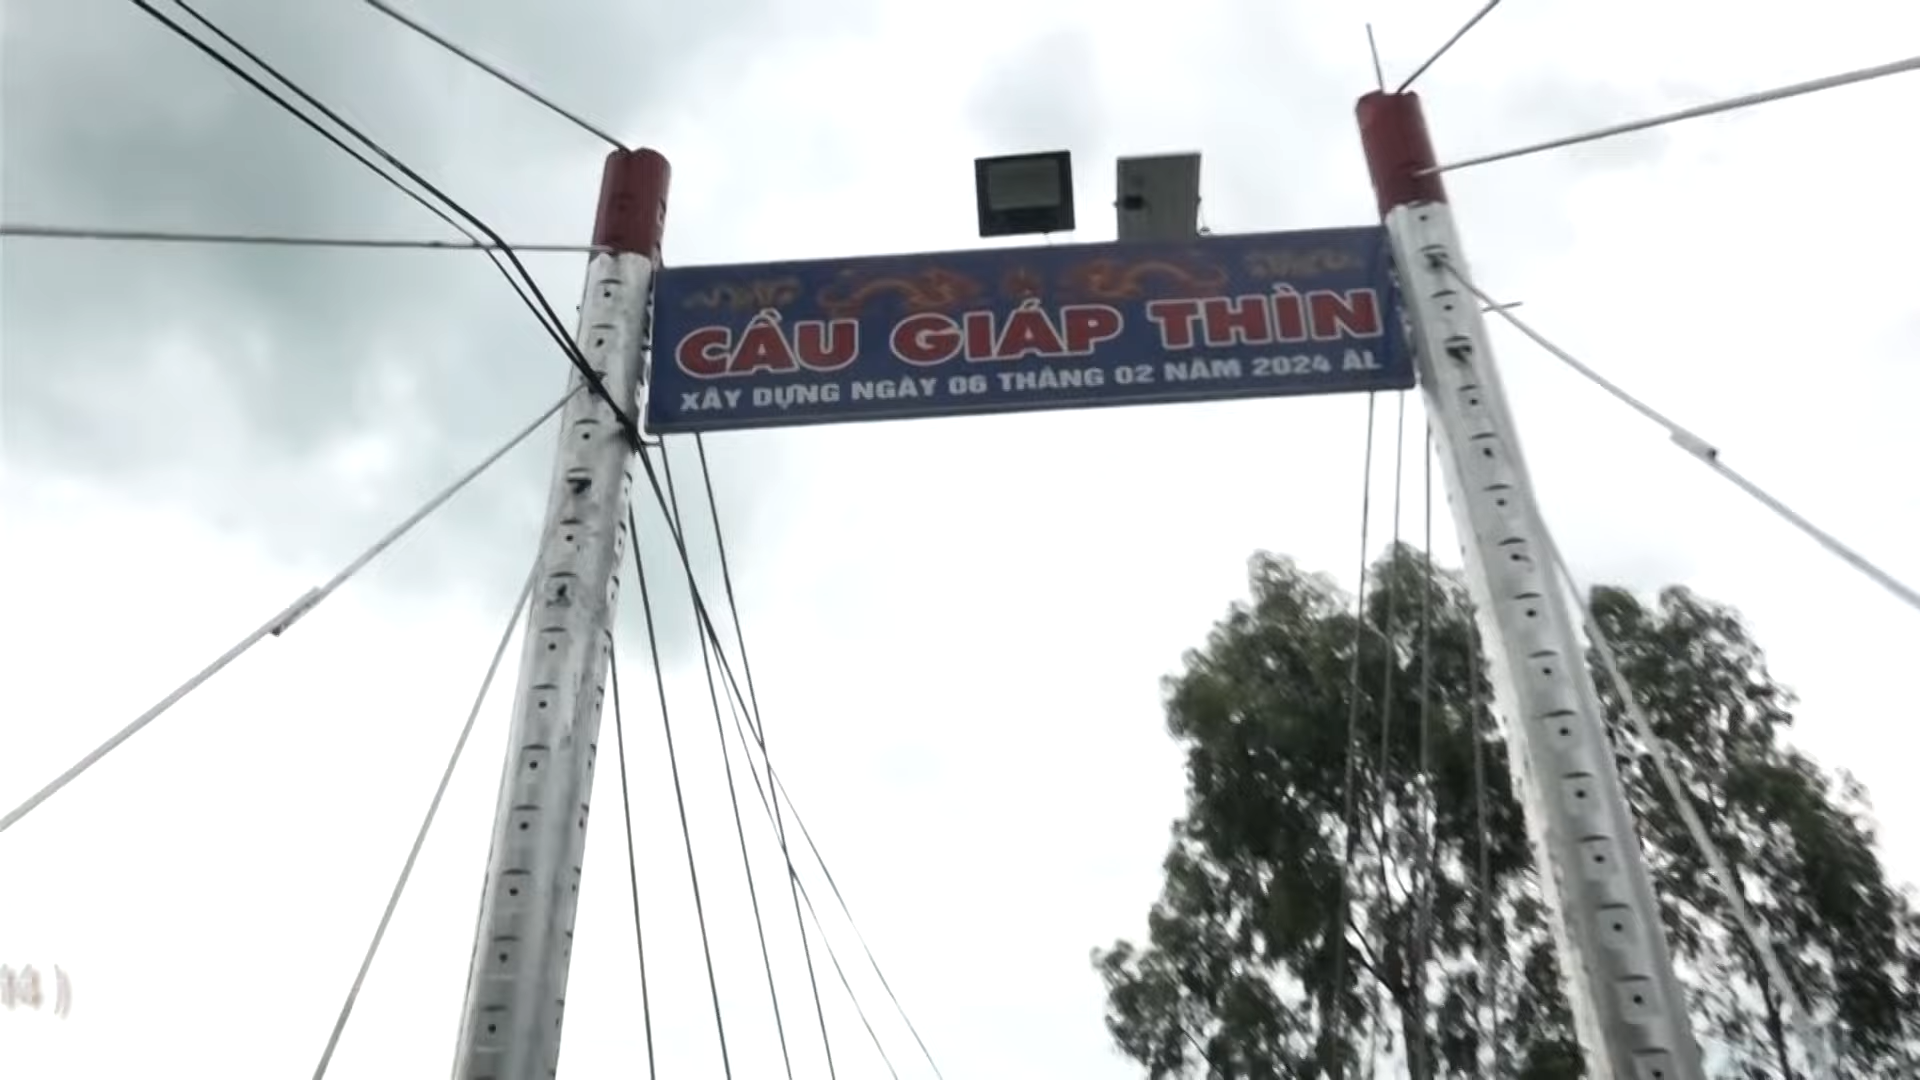 CẦU GIÁP THÌN
XÂY DỰNG NGÀY 06 THÁNG 02 NĂM 2024 ÂL